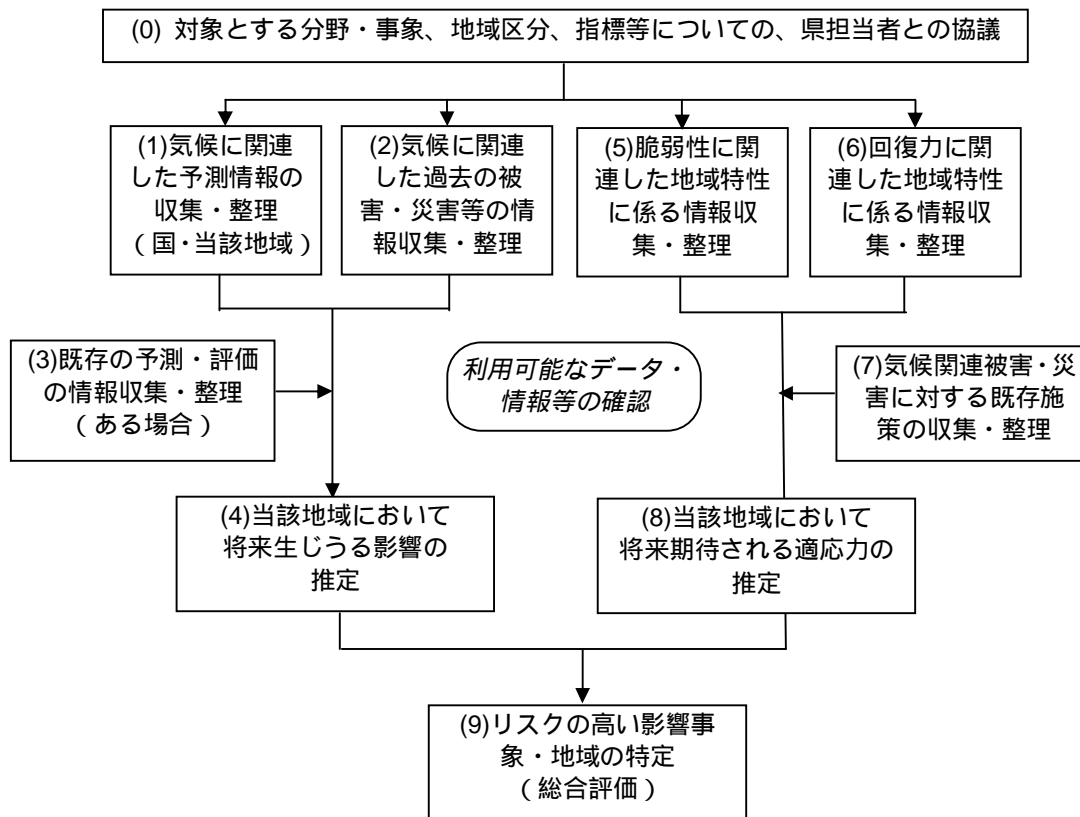 (0) 対象とする分野・事象、地域区分、指標等についての、県担当者との協議
(1)気候に関連
した予測情報の
収集・整理
(国・当該地域)
(2)気候に関連
した過去の被
害・災害等の情
報収集・整理
(5)脆弱性に関
連した地域特性
に係る情報収
集・整理
(6)回復力に関
連した地域特性
に係る情報収
集・整理
(3)既存の予測・評価
の情報収集・整理
(ある場合)
利用可能なデータ・
情報等の確認
(7)気候関連被害・災
害に対する既存施
策の収集・整理
(4)当該地域において
将来生じうる影響の
推定
(8)当該地域において
将来期待される適応力の
推定
(9)リスクの高い影響事
象・地域の特定
(総合評価)